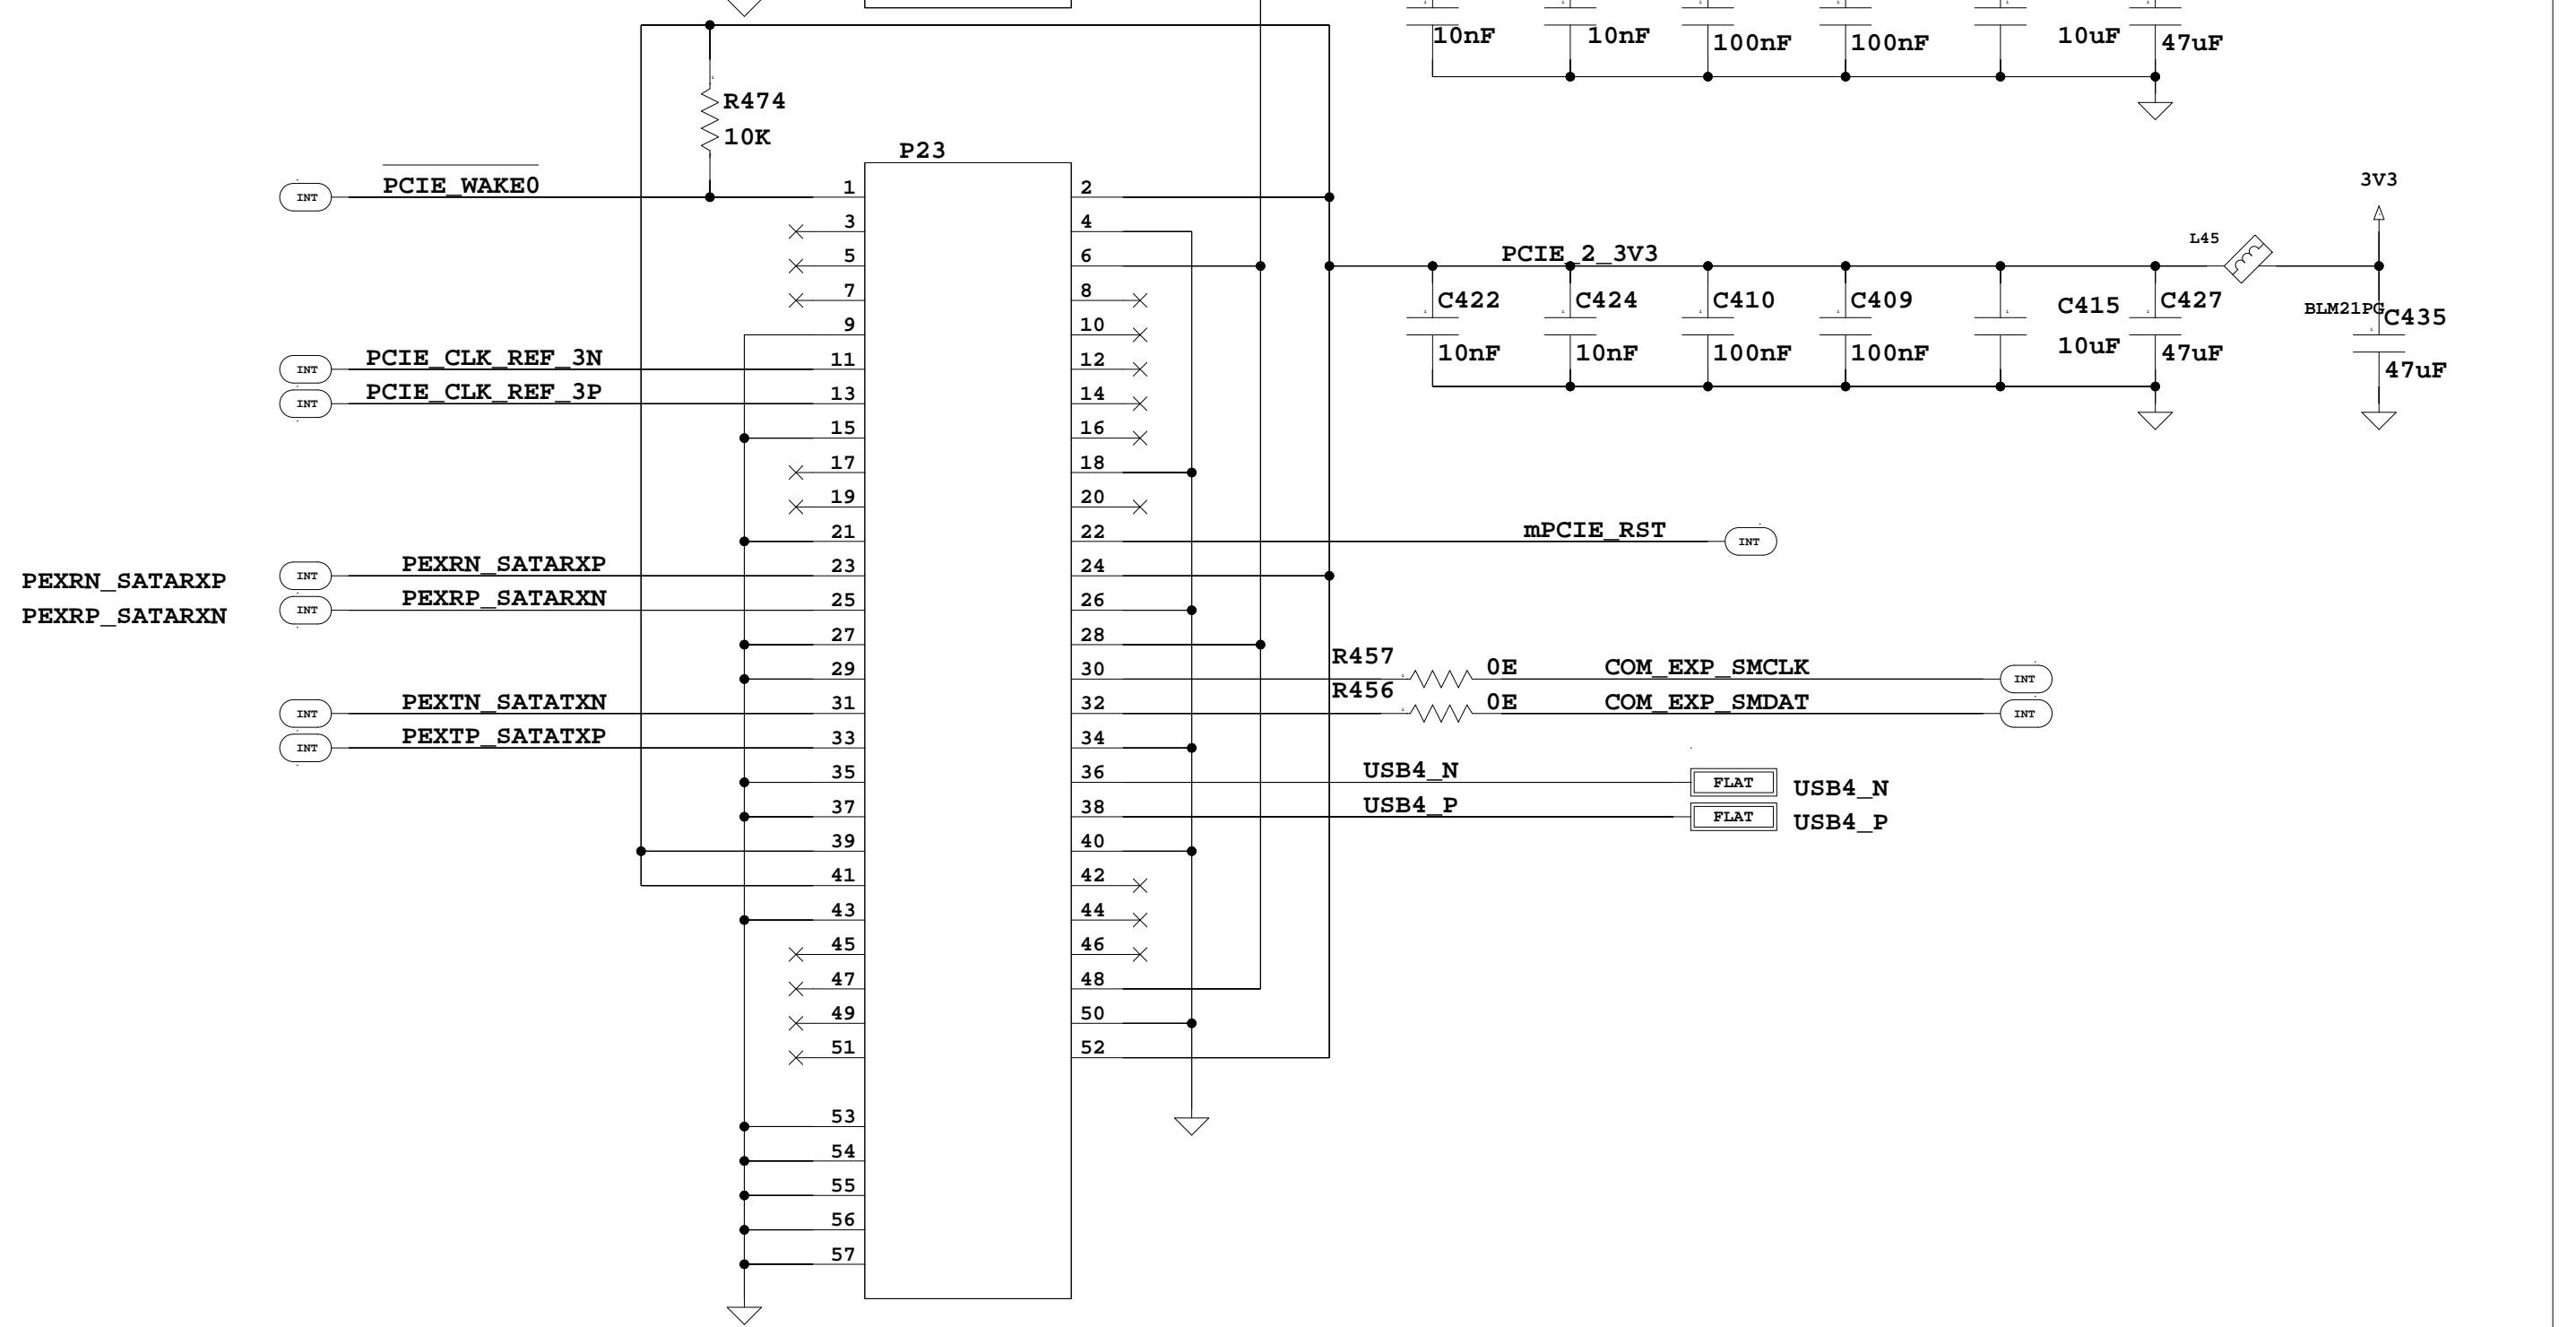 10nF 10nF 100nF 100nF 10uF 47uF
R474
10K
P23
3V3
INT PCIE_WAKE0 1 2
3 4
L45
5 6 PCIE_2_3V3
7 8 C422 C424 C410 C409 C415 C427 BLM21PG C435
9 10
10nF 10nF 100nF 100nF 10uF 47uF 47uF
INT PCIE_CLK_REF_3N 11 12
INT PCIE_CLK_REF_3P 13 14
15 16
17 18
19 20
21 22 mPCIE_RST INT
PEXRN_SATARXP INT PEXRN_SATARXP 23 24
PEXRP_SATARXN INT PEXRP_SATARXN 25 26
27 28
29 30 R457 0E COM_EXP_SMCLK INT
INT PEXTN_SATATXN 31 32 R456 0E COM_EXP_SMDAT INT
INT PEXTP_SATATXP 33 34
35 36 USB4_N FLAT USB4_N
37 38 USB4_P FLAT USB4_P
39 40
41 42
43 44
45 46
47 48
49 50
51 52
53
54
55
56
57